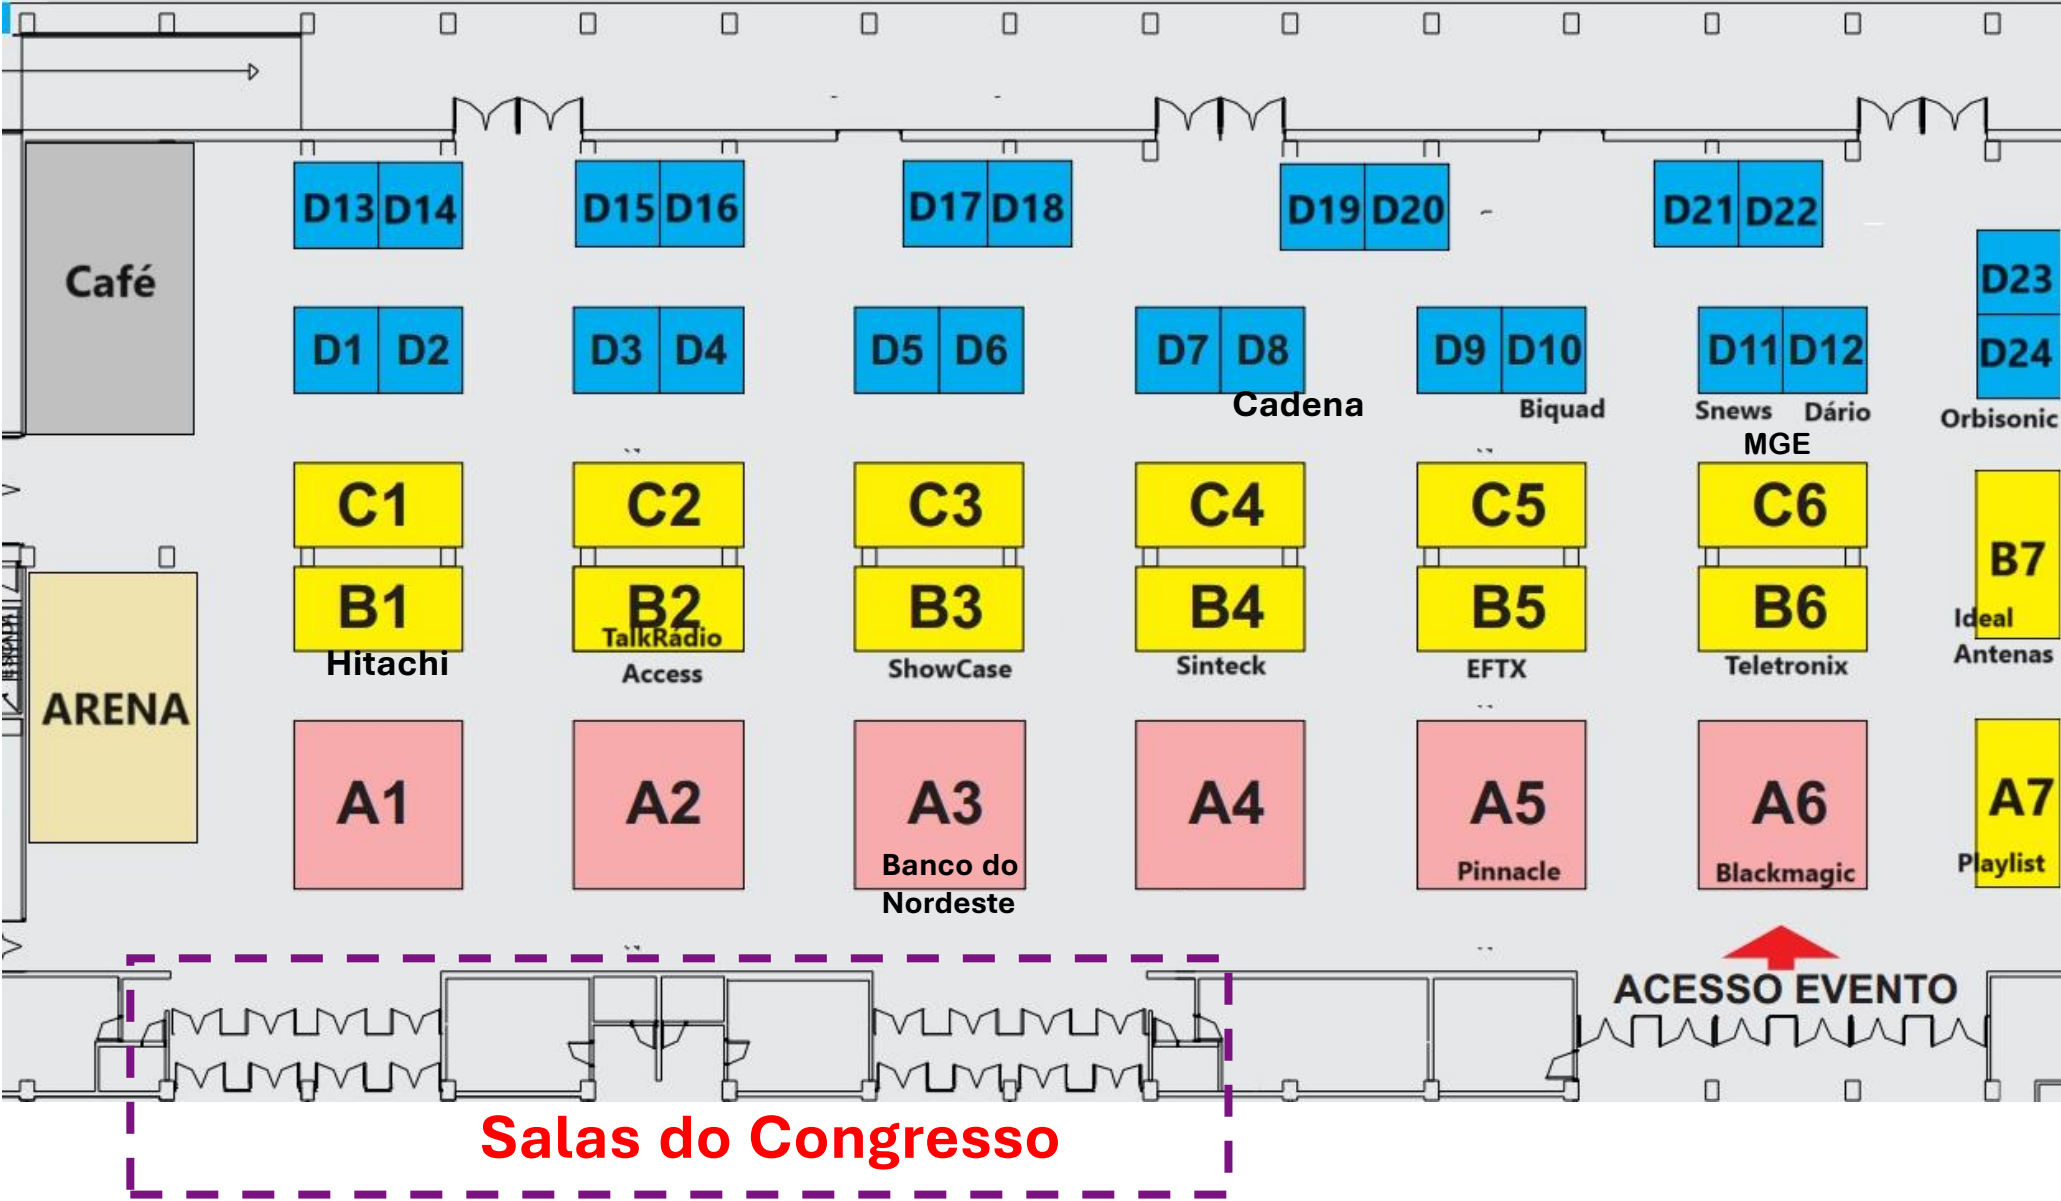 D13 D14 D15 D16 D17 D18 D19 D20 D21 D22
D23
Café
D1 D2 D3 D4 D5 D6 D7 D8 D9 D10 D11 D12
D24
Cadena
Biquad
Snews Dário
Orbisonic
MGE
C1 C2 C3 C4 C5 C6
B7
B1 B2 B3 B4 B5 B6
Ideal
Antenas
TalkRádio
Access
Hitachi
ShowCase
Sinteck
EFTX
Teletronix
ARENA
A1 A2 A3 A4 A5 A6 A7
Banco do
Nordeste
Pinnacle
Blackmagic
Playlist
ACESSO EVENTO
Salas do Congresso